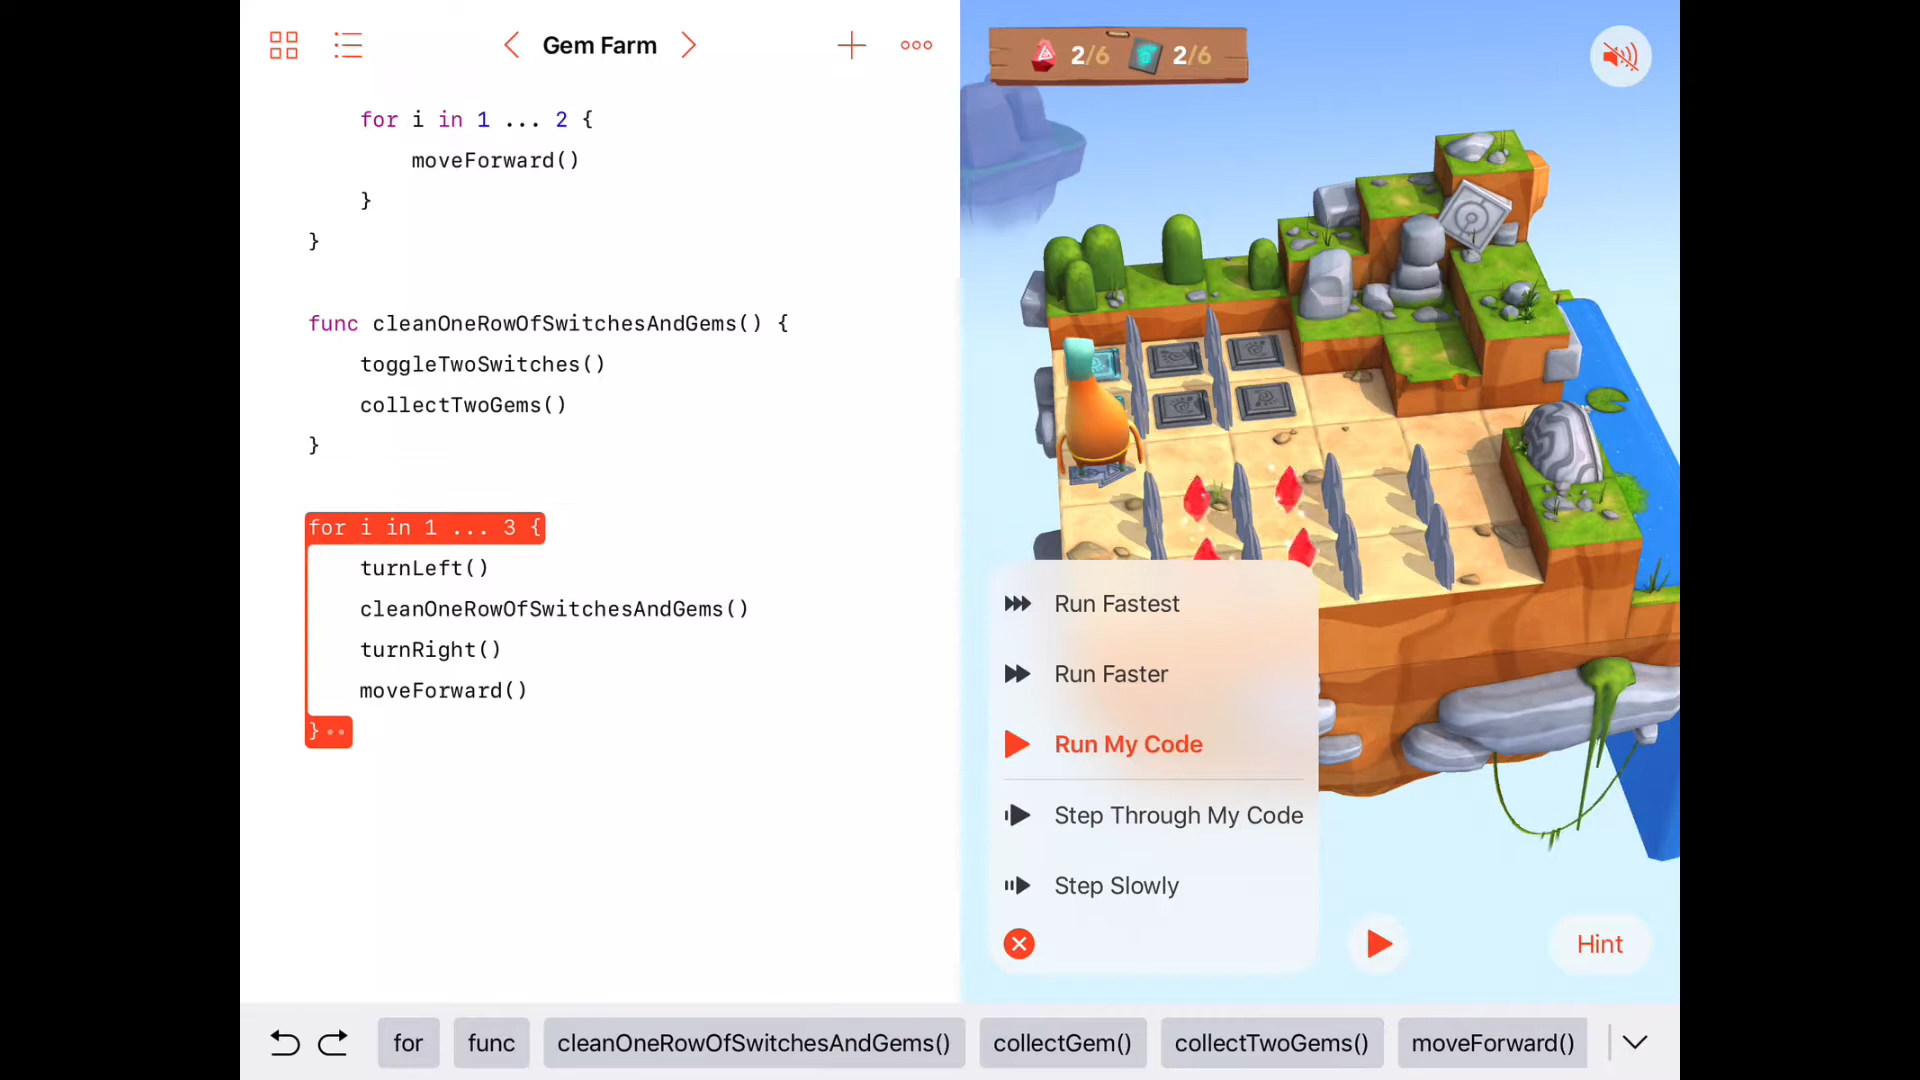 Gem Farm
for i in 1 ... 2 {
moveForward()
}
}
func cleanOneRowOfSwitchesAndGems() {
toggleTwoSwitches()
collectTwoGems()
}
for i in 1 ... 3 {
turnLeft()
cleanOneRowOfSwitchesAndGems()
turnRight()
moveForward()
}
2/6 2/6
Run Fastest
Run Faster
Run My Code
Step Through My Code
Step Slowly
Hint
for func cleanOneRowOfSwitchesAndGems() collectGem() collectTwoGems() moveForward()